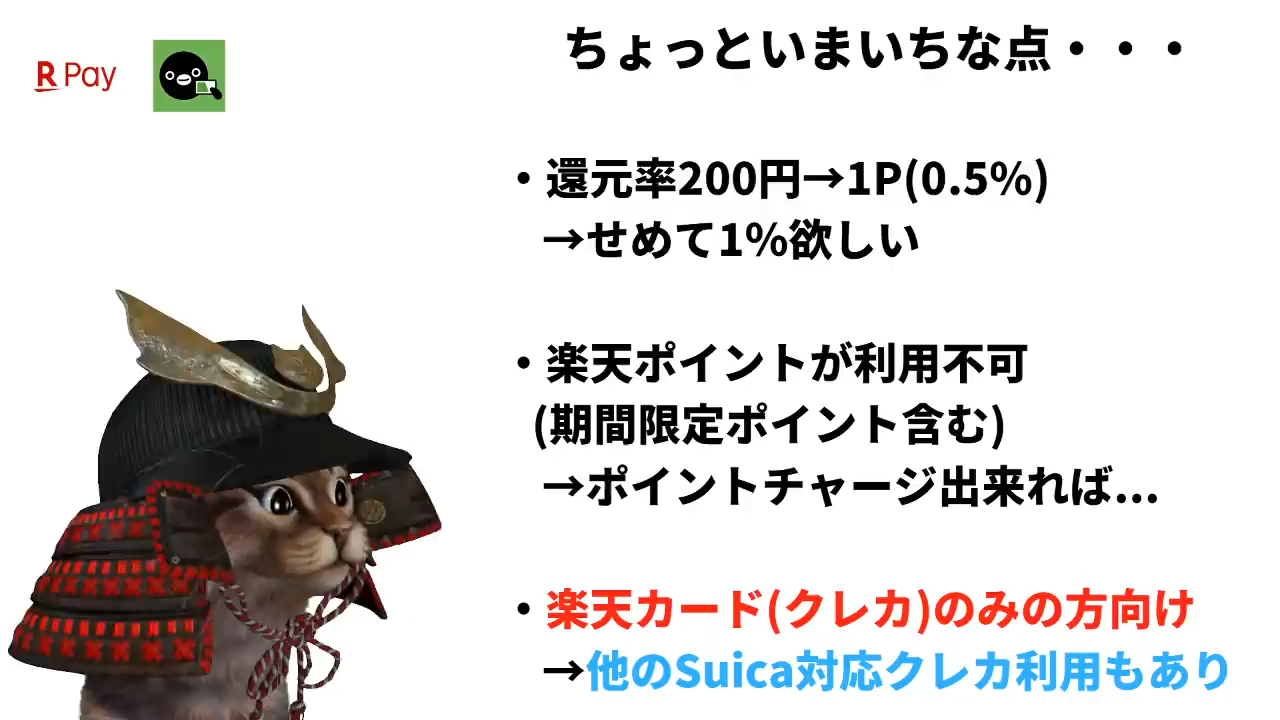 ちょっといまいちな点・・・
R Pay
・還元率200円→1P(0.5%)
→せめて1%欲しい
・楽天ポイントが利用不可
(期間限定ポイント含む)
→ポイントチャージ出来れば...
・楽天カード(クレカ)のみの方向け
→他のSuica対応クレカ利用もあり